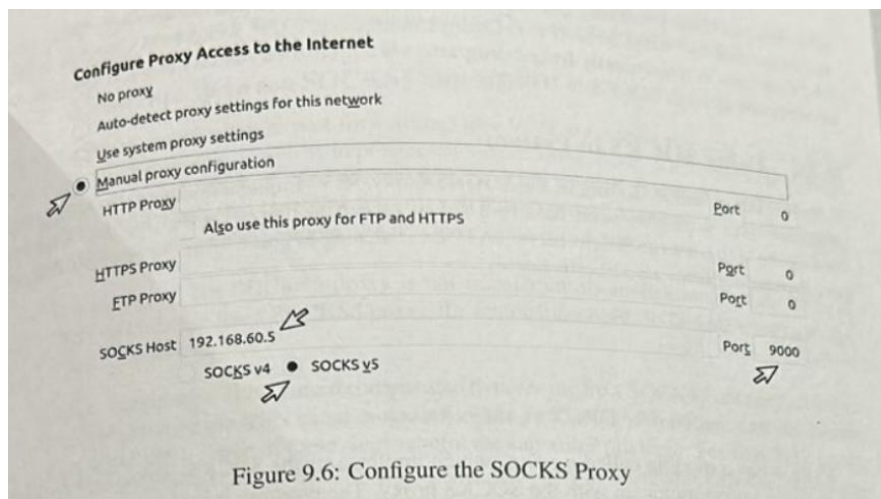 Configure Proxy Access to the Internet
No proxy
Auto-detect proxy settings for this network
Use system proxy settings
Manual proxy configuration
HTTP Proxy Port 0
Also use this proxy for FTP and HTTPS
HTTPS Proxy Port 0
FTP Proxy Port 0
SOCKS Host 192.168.60.5 Port 9000
SOCKS v4 SOCKS v5
Figure 9.6: Configure the SOCKS Proxy